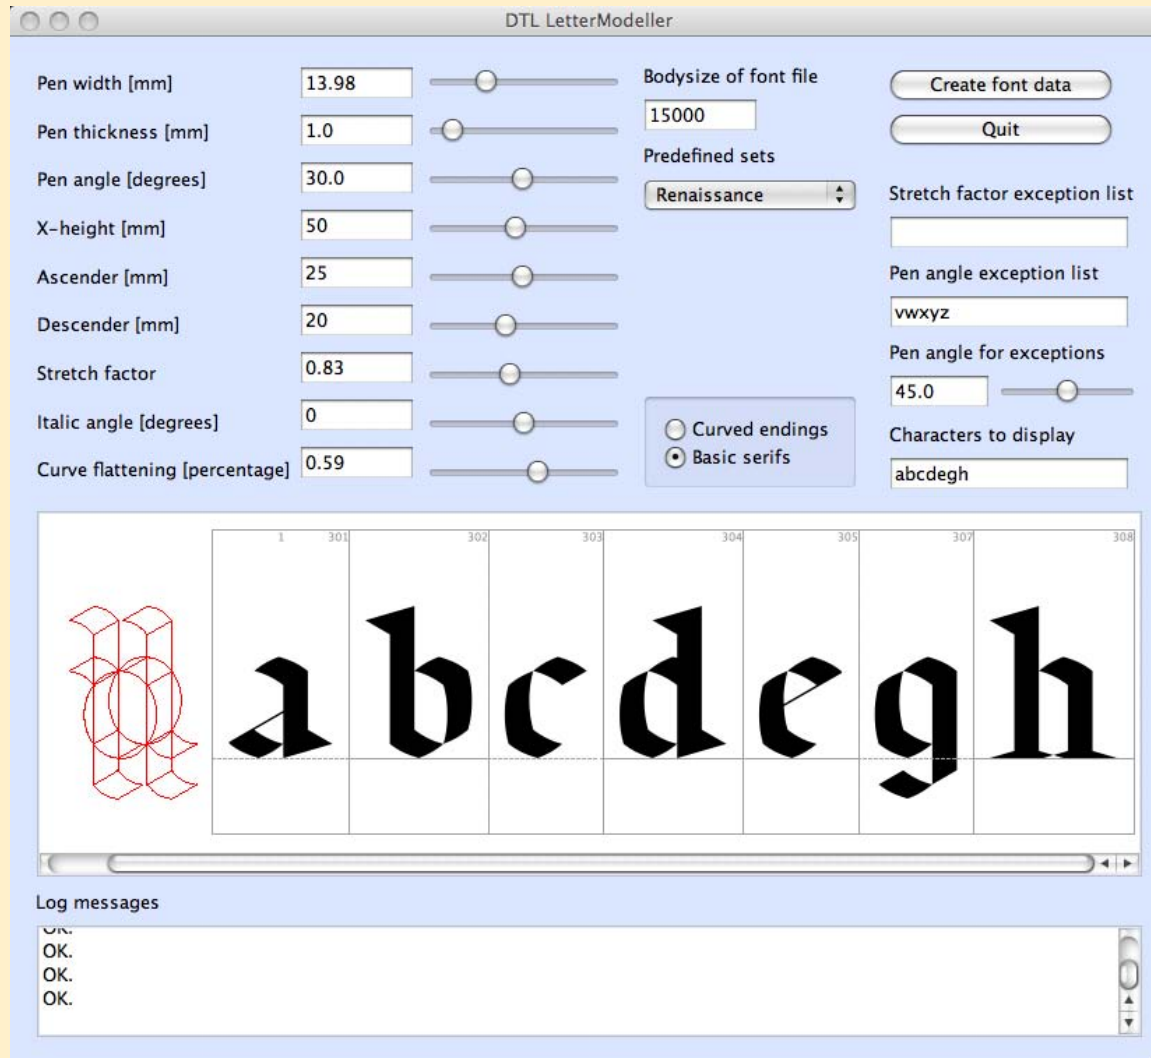 DTL LetterModeller
Pen width [mm]
13.98
Pen thickness [mm]
1.0
Pen angle [degrees]
30.0
X-height [mm]
50
Ascender [mm]
25
Descender [mm]
20
Stretch factor
0.83
Italic angle [degrees]
0
Curve flattening [percentage]
0.59
Bodysize of font file
15000
Predefined sets
Renaissance
Curved endings
Basic serifs
Create font data
Quit
Stretch factor exception list
Pen angle exception list
vwxyz
Pen angle for exceptions
45.0
Characters to display
abcdegh
1 301 302 303 304 305 307 308
a b c d e g h
Log messages
OK.
OK.
OK.
OK.